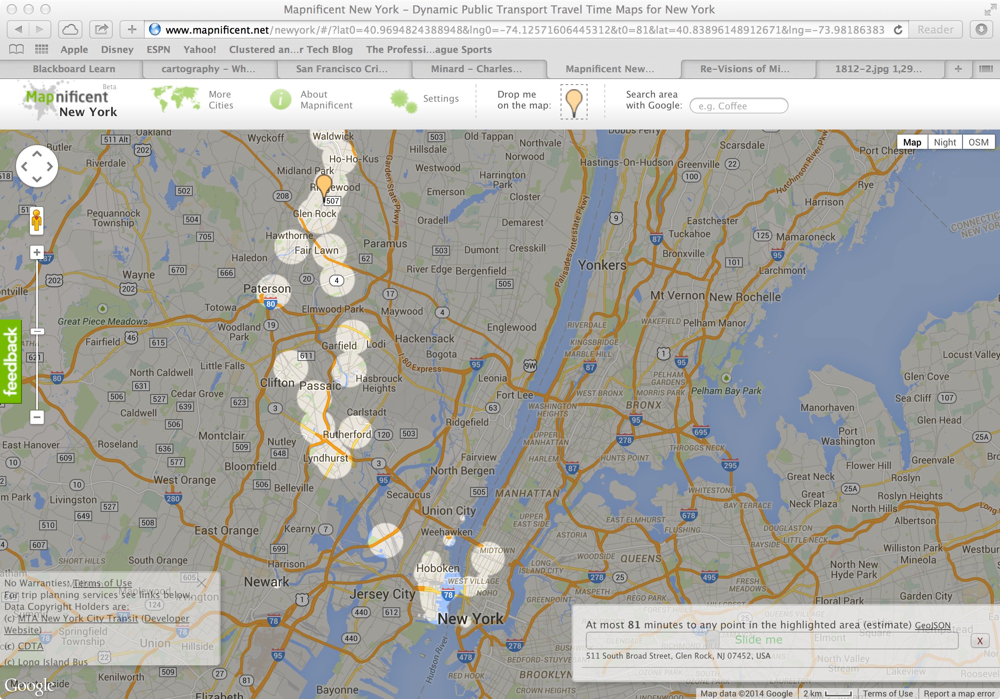 Mapnificent New York – Dynamic Public Transport Travel Time Maps for New York
www.mapnificent.net/newyork/#/?lat0=40.9694824388948&lng0=-74.12571606445312&t0=81&lat=40.83896148912671&lng=-73.98186383
Reader
Apple Disney ESPN Yahoo! Clustered an...r Tech Blog The Professi...ague Sports
Blackboard Learn
cartography – Wh...
San Francisco Cri...
Minard – Charles...
Mapnificent New...
Re-Visions of Mi...
1812-2.jpg 1,29...
Mapnificent Beta
New York
More
Cities
About
Mapnificent
Settings
Drop me
on the map:
Search area
with Google:
e.g. Coffee
Map Night OSM
feedback
Oakland
511 Alt
Butler
202
Riverdale
Wyckoff
Waldwick
Ho-Ho-Kus
Midland Park
Ridgewood
507
208
Glen Rock
502
504
Pequannock
Township
705
Hawthorne
Fair Lawn
Haledon
Wayne
670
666
202
202
20
4
Paterson
80
Totowa
Elmwood Park
Great Piece Meadows
Woodland
Park
19
Fairfield
46
615
Garfield
Lodi
611
Little Falls
North Caldwell
80
631
Clifton
Passaic
Hasbrouck
Heights
506
527
Cedar Grove
639
623
3
Caldwell
506
Carlstadt
Montclair
Rutherford
120
503
East Hanover
Roseland
636
509
Nutley
648
10
609
577
Lyndhurst
3
Bloomfield
West Orange
506
Belleville
95
10
280
Livingston
527
649
510
508
607
East Orange
Kearny
7
699
SHORT HILLS
South Orange
Harrison
Newark
Garden State Pkwy
503
Old Tappan
Hillsdale
Northvale
Norwood
Westwood
Harrington
Park
Emerson
Closter
Oradell
Demarest
Paramus
62
503
Dumont
Cresskill
River Edge
Bergenfield
505
17
Maywood
4
Englewood
Hackensack
Bogota
I-80 Express
95
9W
Leonia
Fort Lee
63
Ridgefield
Fairview
North Bergen
Secaucus
505
Union City
Weehawken
Hoboken
Jersey City
78
New York
Palisades Interstate Pkwy
Dobbs Ferry
Scarsdale
Port Chester
Hastings-On-Hudson
Greenville
22
100
Hutchinson River Pkwy
Rye
Harrison
9
Eastchester
87
Tuckahoe
125
Mamaroneck
Bronxville
95
101
Larchmont
Yonkers
Mt Vernon
New Rochelle
RIVERDALE
WAKEFIELD
Pelham Manor
KINGSBRIDGE
MARBLE HILL
1
95
87
PELHAM
GARDENS
WEST BRONX
MORRIS PARK
Pelham Bay Park
WASHINGTON
HEIGHTS
BRONX
95
695
278
UPPER
MANHATTAN
THROGGS NECK
HARLEM
HUNTS POINT
87
295
MANHATTAN
WHITESTONE
BAY TERRACE
678
UPPER
EAST SIDE
EAST ELMHURST
FLUSHING
ASTORIA
DOUGLASTON
LITTLE NECK
BAYSIDE
MIDTOWN
WOODSIDE
QUEENS
LONG
ISLAND CITY
WEST VILLAGE
NOHO
278
25
495
FRESH
MEADOWS
MASPETH
REGO PARK
GREENPOINT
Locust Valley
Glen Cove
Sea Cliff
107
Manorhaven
Glen Head
Port
Washington
25A
Greenvale
Flower Hill
Great Neck
Roslyn
25A
Great
Neck Plaza
Roslyn Heights
North Hills
Albertson
Williston Park
Mineola
North New
Hyde Park
Garden City
Floral Park
605
No Warranties: Terms of Use
For trip planning services see links below.
Data Copyright Holders are:
(c) MTA New York City Transit (Developer
Website)
(c) CDTA
(c) Long Island Bus
124
Springfield
Township
Union
Hillside
22
78
1
78
440
612
440
95
478
278
Hudson River
RED HOOK
BROOKLYN
CROWN HEIGHTS
Kenilworth
509
27
81
Elizabeth
Bayonne
At most 81 minutes to any point in the highlighted area (estimate) GeoJSON
Slide me
X
511 South Broad Street, Glen Rock, NJ 07452, USA
Google
Map data ©2014 Google 2 km Terms of Use Report a map error